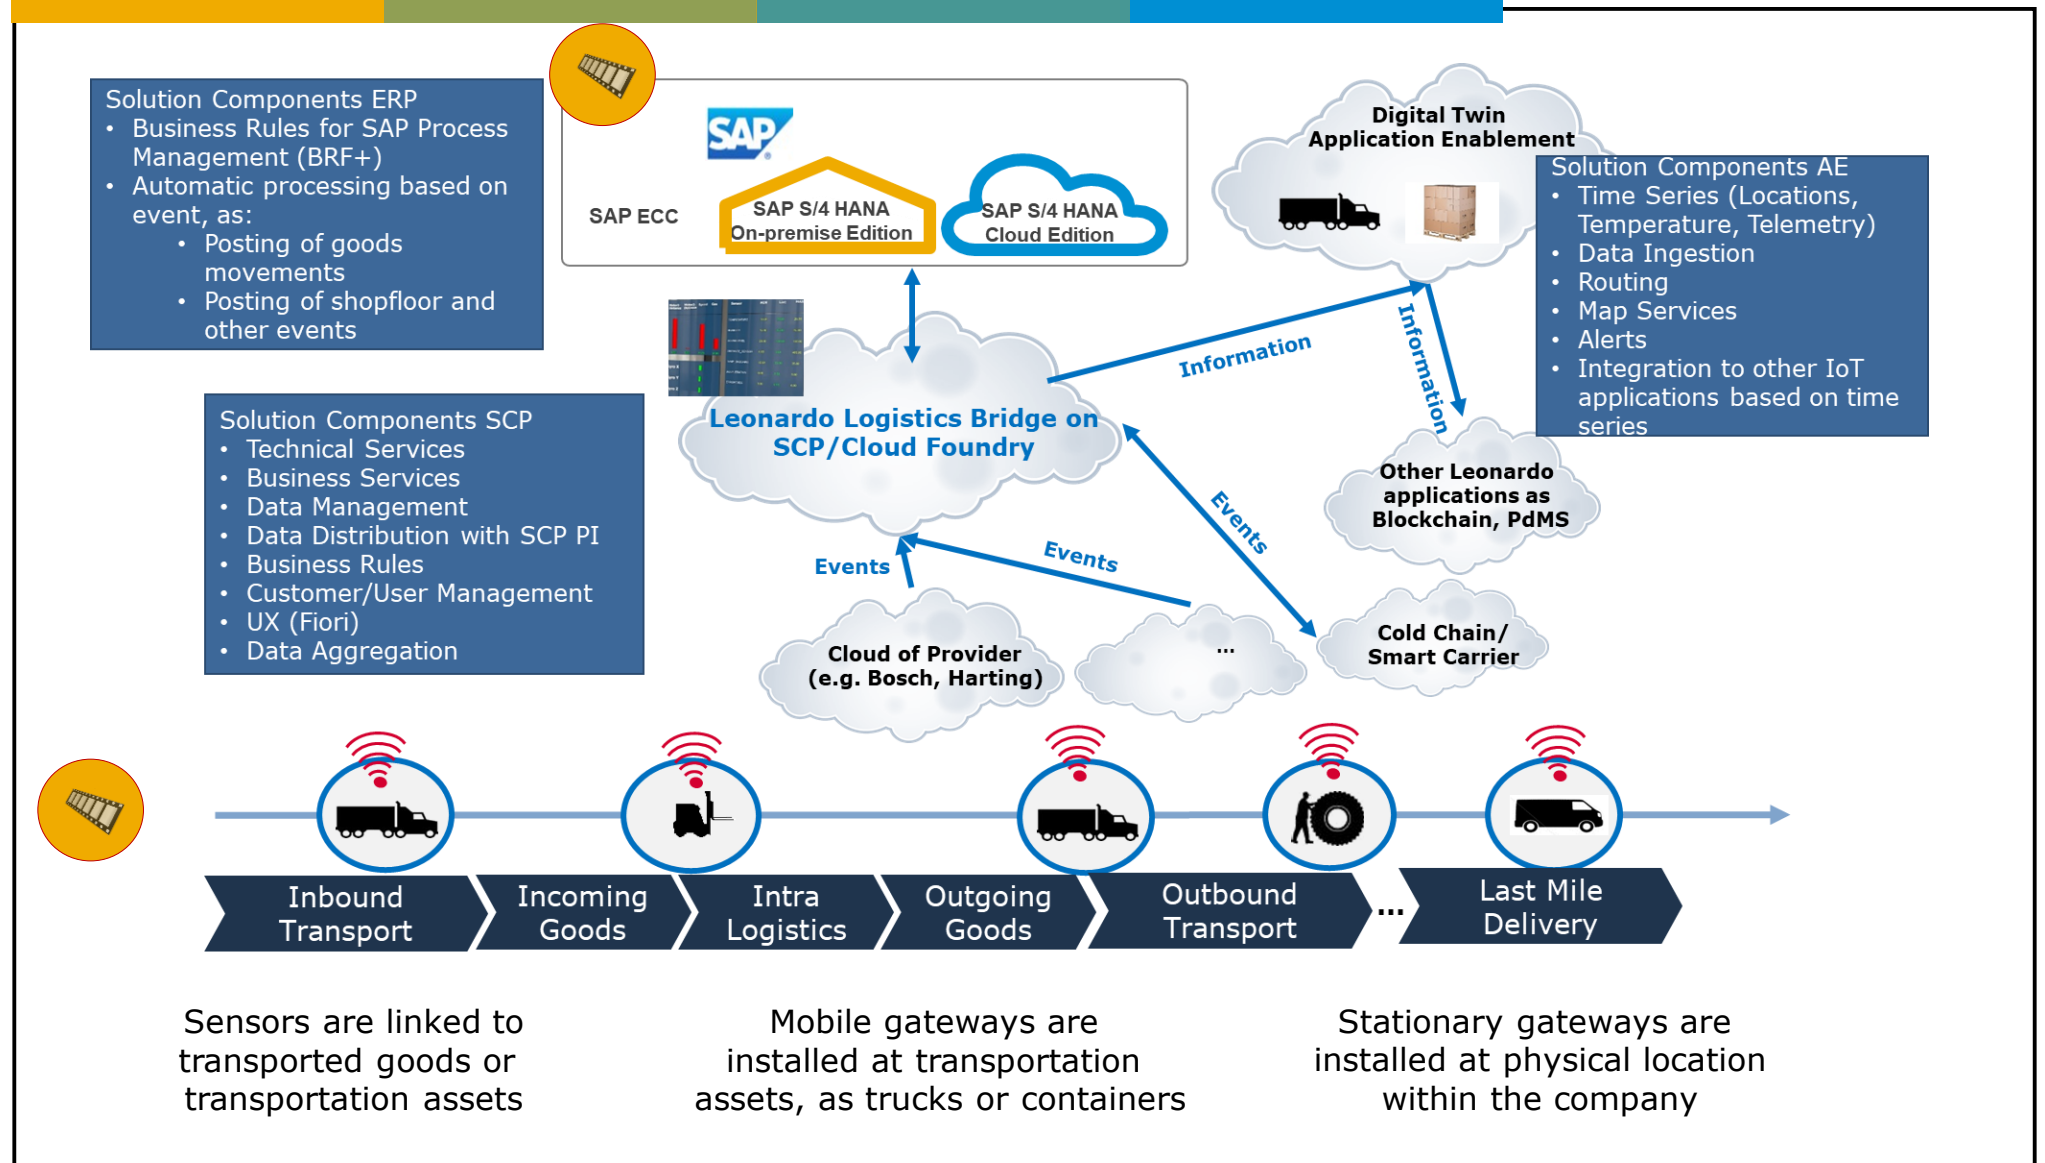 Solution Components ERP
• Business Rules for SAP Process
Management (BRF+)
• Automatic processing based on
event, as:
• Posting of goods
movements
• Posting of shopfloor and
other events
SAP
®
SAP ECC
SAP S/4 HANA
On-premise Edition
SAP S/4 HANA
Cloud Edition
Digital Twin
Application Enablement
Solution Components AE
• Time Series (Locations,
Temperature, Telemetry)
• Data Ingestion
• Routing
• Map Services
• Alerts
• Integration to other IoT
applications based on time
series
Information
Information
Leonardo Logistics Bridge on
SCP/Cloud Foundry
Solution Components SCP
• Technical Services
• Business Services
• Data Management
• Data Distribution with SCP PI
• Business Rules
• Customer/User Management
• UX (Fiori)
• Data Aggregation
Other Leonardo
applications as
Blockchain, PdMS
Events
Events
Events
Cloud of Provider
(e.g. Bosch, Harting)
...
Cold Chain/
Smart Carrier
Inbound
Transport
Incoming
Goods
Intra
Logistics
Outgoing
Goods
Outbound
Transport
...
Last Mile
Delivery
Sensors are linked to
transported goods or
transportation assets
Mobile gateways are
installed at transportation
assets, as trucks or containers
Stationary gateways are
installed at physical location
within the company